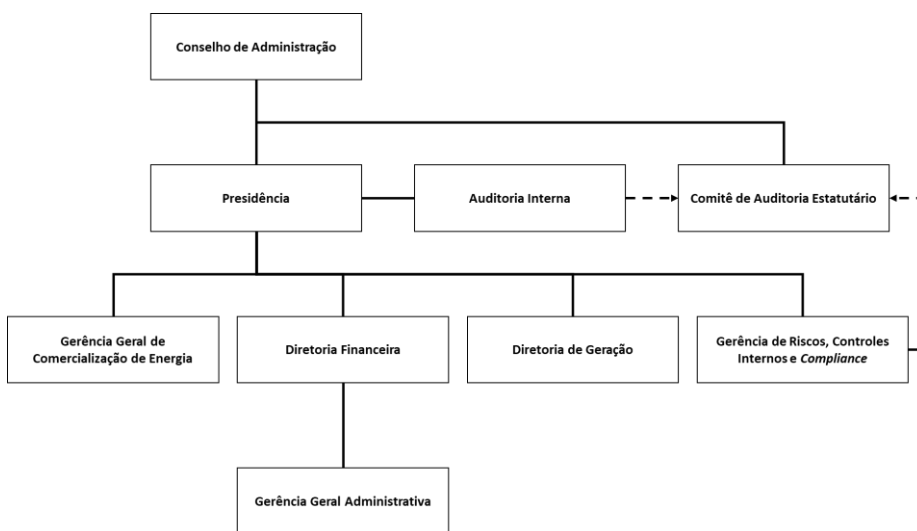 Conselho de Administração
Presidência
Auditoria Interna
Comitê de Auditoria Estatutário
Gerência Geral de
Comercialização de Energia
Diretoria Financeira
Diretoria de Geração
Gerência de Riscos, Controles
Internos e Compliance
Gerência Geral Administrativa